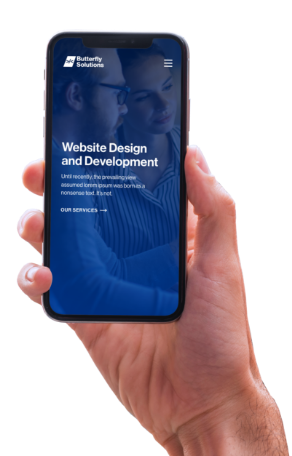 Butterfly
Solutions
Website Design
and Development
Until recently, the prevailing view
assumed lorem ipsum was born as a
nonsense text. It's not
OUR SERVICES →